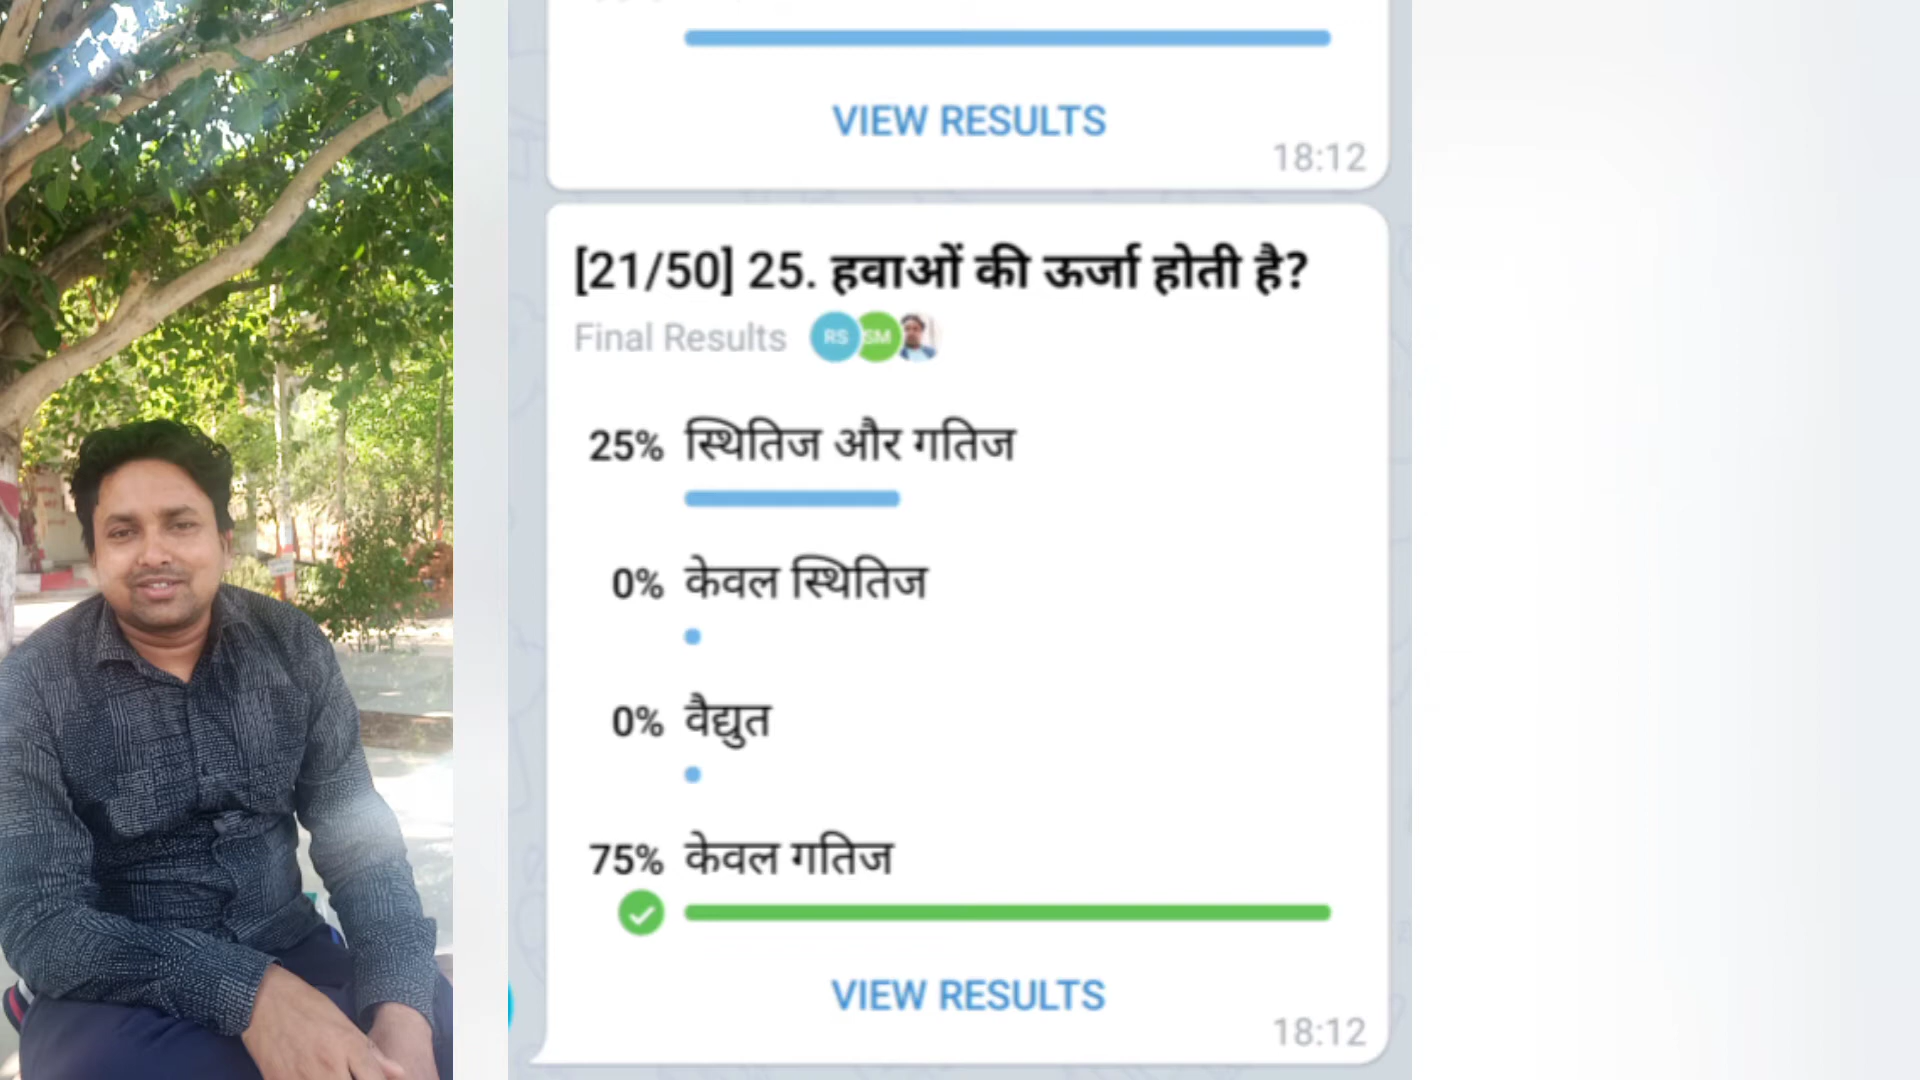 VIEW RESULTS
18:12
[21/50] 25. हवाओं की ऊर्जा होती है?
Final Results RS SM
25% स्थितिज और गतिज
0% केवल स्थितिज
0% वैद्युत
75% केवल गतिज
VIEW RESULTS
18:12